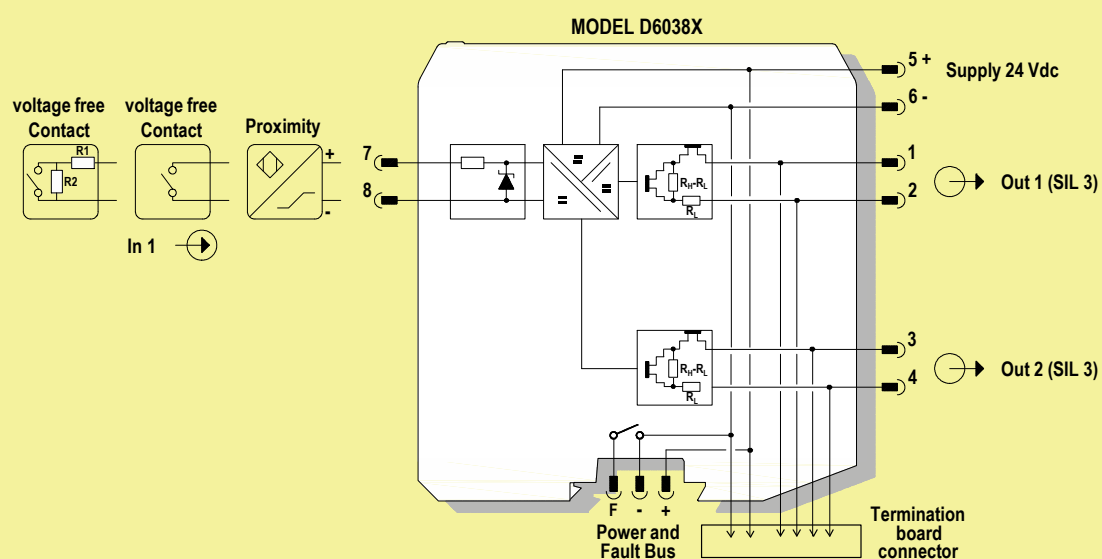 MODEL D6038X
5 +
Supply 24 Vdc
6 -
voltage free
Contact
voltage free
Contact
Proximity
R1
R2
+
-
7
8
In 1
RH-RL
RL
1
2
Out 1 (SIL 3)
RH-RL
RL
3
4
Out 2 (SIL 3)
F - +
Power and
Fault Bus
Termination
board
connector